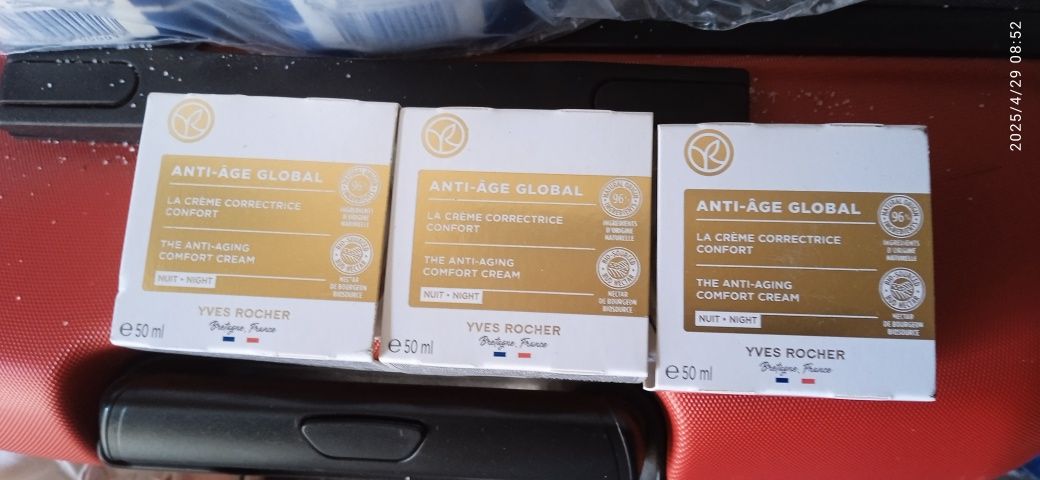 ANTI-ÂGE GLOBAL
LA CRÈME CORRECTRICE
CONFORT
THE ANTI-AGING
COMFORT CREAM
NUIT • NIGHT
96%
INGRÉDIENTS
D'ORIGINE
NATURELLE
NECTAR
DE BOURGEON
BIOSOURCÉ
YVES ROCHER
Bretagne, France
e 50 ml
ANTI-ÂGE GLOBAL
LA CRÈME CORRECTRICE
CONFORT
THE ANTI-AGING
COMFORT CREAM
NUIT • NIGHT
96%
INGRÉDIENTS
D'ORIGINE
NATURELLE
NECTAR
DE BOURGEON
BIOSOURCÉ
YVES ROCHER
Bretagne, France
e 50 ml
ANTI-ÂGE GLOBAL
LA CRÈME CORRECTRICE
CONFORT
THE ANTI-AGING
COMFORT CREAM
NUIT • NIGHT
96%
INGRÉDIENTS
D'ORIGINE
NATURELLE
NECTAR
DE BOURGEON
BIOSOURCÉ
YVES ROCHER
Bretagne, France
e 50 ml
2025/4/29 08:52